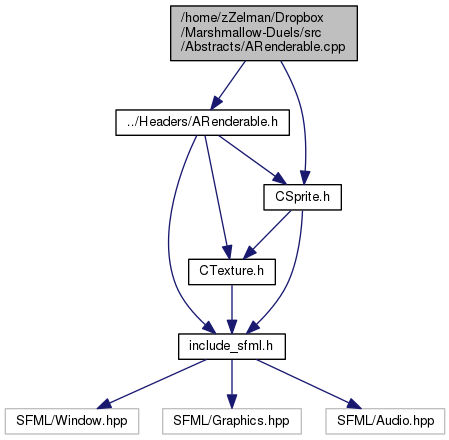 /home/zZelman/Dropbox
/Marshmallow-Duels/src
/Abstracts/ARenderable.cpp
../Headers/ARenderable.h
CSprite.h
CTexture.h
include_sfml.h
SFML/Window.hpp
SFML/Graphics.hpp
SFML/Audio.hpp